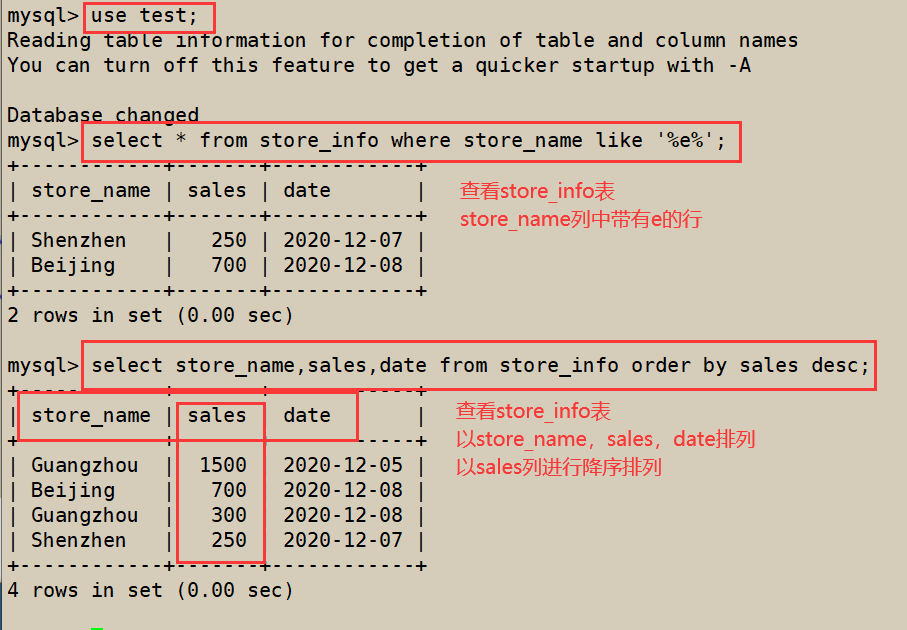 mysql> use test;
Reading table information for completion of table and column names
You can turn off this feature to get a quicker startup with -A
Database changed
mysql> select * from store_info where store_name like '%e%';
+------------+-------+------------+
| store_name | sales | date       |
+------------+-------+------------+
| Shenzhen   |   250 | 2020-12-07 |
| Beijing    |   700 | 2020-12-08 |
+------------+-------+------------+
2 rows in set (0.00 sec)
查看store_info表
store_name列中带有e的行
mysql> select store_name,sales,date from store_info order by sales desc;
+------------+-------+------------+
| store_name | sales | date       |
+------------+-------+------------+
| Guangzhou  |  1500 | 2020-12-05 |
| Beijing    |   700 | 2020-12-08 |
| Guangzhou  |   300 | 2020-12-08 |
| Shenzhen   |   250 | 2020-12-07 |
+------------+-------+------------+
4 rows in set (0.00 sec)
查看store_info表
以store_name，sales，date排列
以sales列进行降序排列